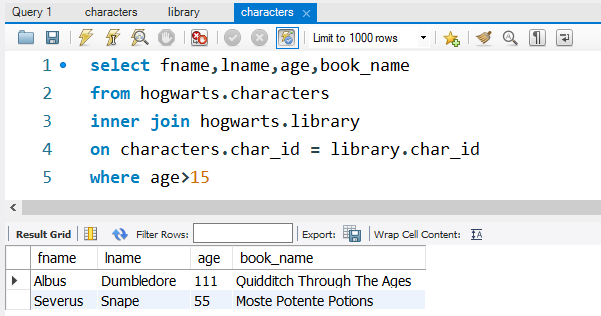 Query 1 characters library characters
Limit to 1000 rows
1 select fname,lname,age,book_name
2 from hogwarts.characters
3 inner join hogwarts.library
4 on characters.char_id = library.char_id
5 where age>15
Result Grid Filter Rows: Export: Wrap Cell Content:
fname lname age book_name
Albus Dumbledore 111 Quidditch Through The Ages
Severus Snape 55 Moste Potente Potions